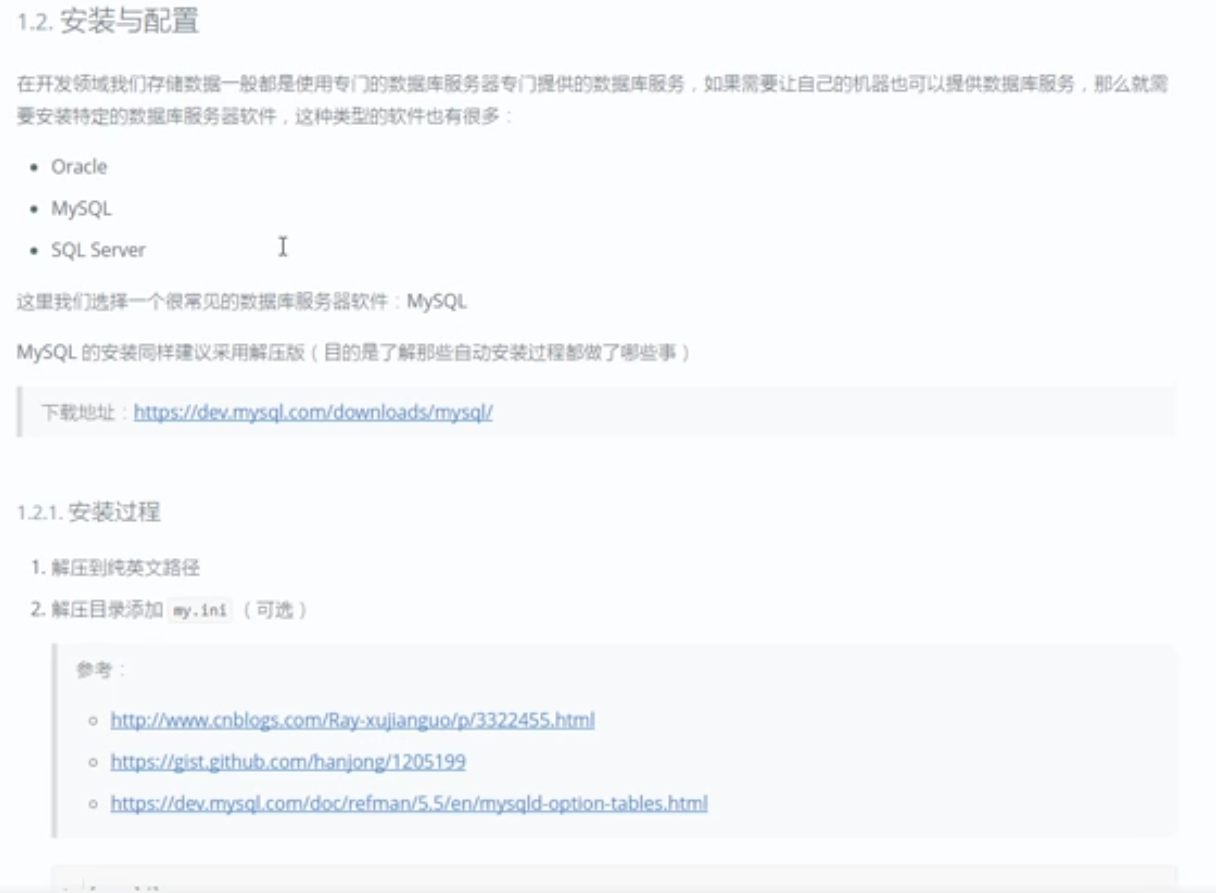 1.2. 安装与配置
在开发领域我们存储数据一般都是使用专门的数据库服务器专门提供的数据库服务，如果需要让自己的机器也可以提供数据库服务，那么就需
要安装特定的数据库服务器软件，这种类型的软件也有很多：
• Oracle
• MySQL
• SQL Server
这里我们选择一个很常见的数据库服务器软件：MySQL
MySQL 的安装同样建议采用解压版（目的是了解那些自动安装过程都做了哪些事）
下载地址：https://dev.mysql.com/downloads/mysql/
1.2.1. 安装过程
1. 解压到纯英文路径
2. 解压目录添加 my.ini （可选）
参考：
○ http://www.cnblogs.com/Ray-xujianguo/p/3322455.html
○ https://gist.github.com/hanjong/1205199
○ https://dev.mysql.com/doc/refman/5.5/en/mysqld-option-tables.html